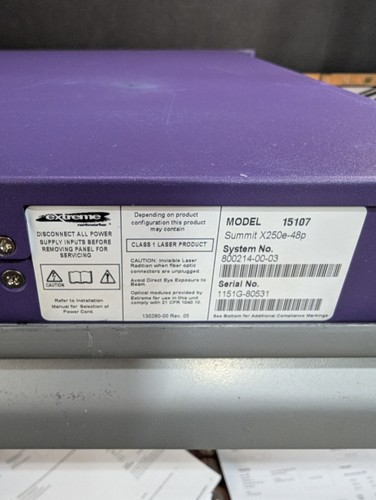 extreme
networks
DISCONNECT ALL POWER
SUPPLY INPUTS BEFORE
REMOVING PANEL FOR
SERVICING
CAUTION
Refer to Installation
Manual for Selection of
Power Cord.
Depending on product
configuration this product
may contain
CLASS 1 LASER PRODUCT
CAUTION: Invisible Laser
Radition when fiber optic
connectors are unplugged
Avoid Direct Eye Exposure to
Beam
Optical modules provided by
Extreme for use in this unit
comply with 21 CFR 1040.10.
130280-00 Rev. 05
MODEL 15107
Summit X250e-48p
System No.
800214-00-03
Serial No.
1151G-80531
See Bottom for Additional Compliance Markings